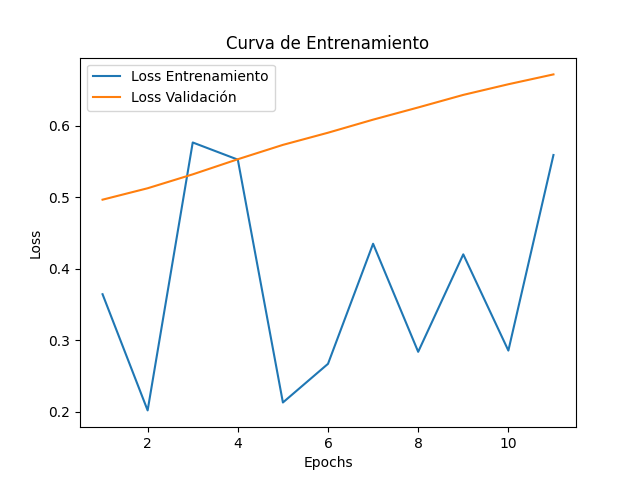 Curva de Entrenamiento
Loss Entrenamiento
Loss Validación
Loss
0.6
0.5
0.4
0.3
0.2
2 4 6 8 10
Epochs